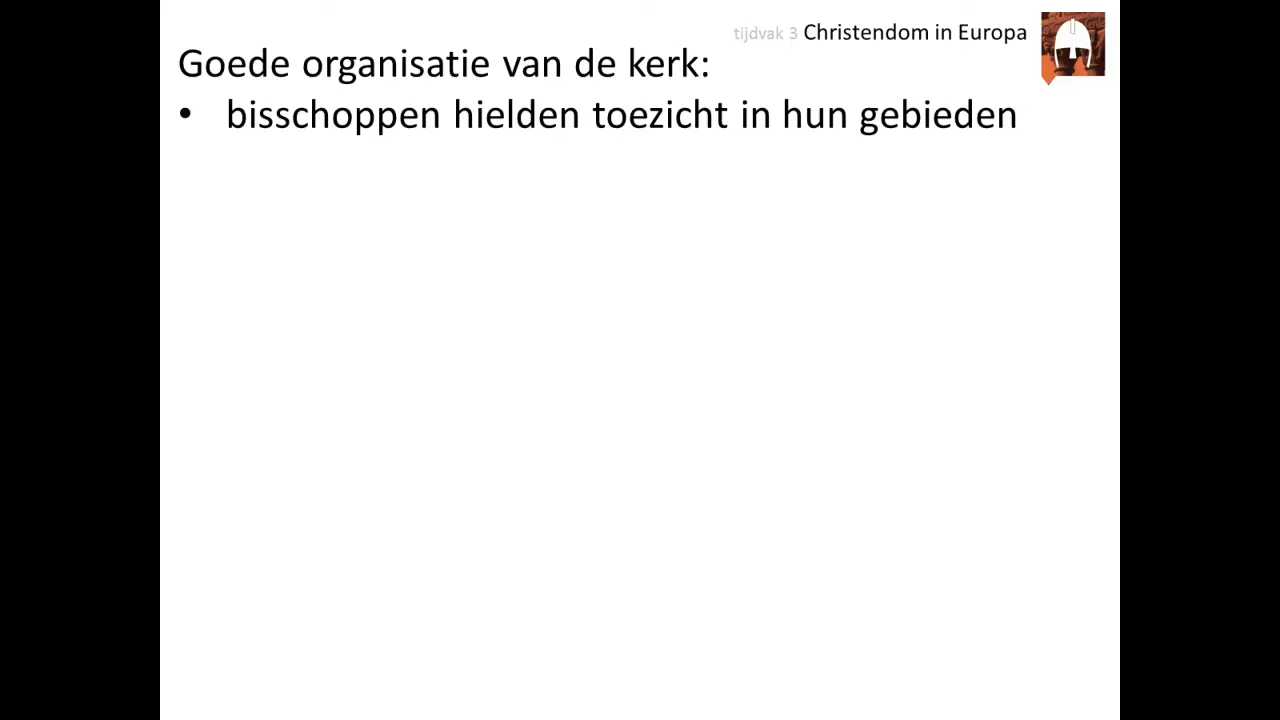 tijdvak 3 Christendom in Europa
Goede organisatie van de kerk:
• bisschoppen hielden toezicht in hun gebieden